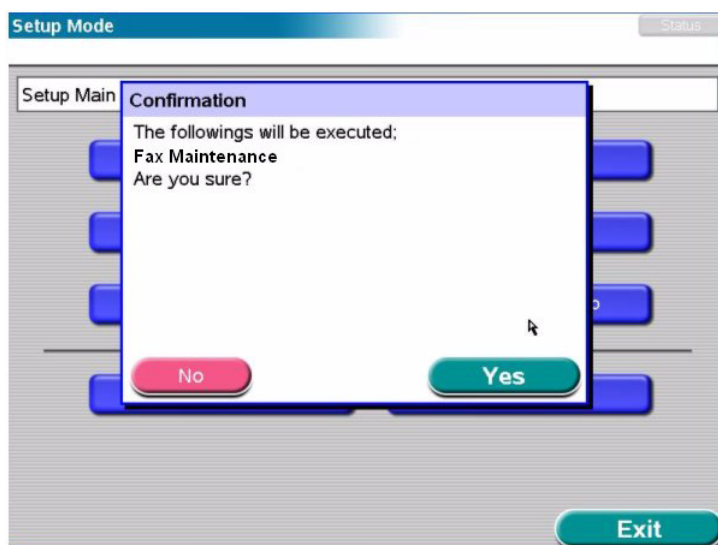 Setup Mode
Status
Setup Main
Confirmation
The followings will be executed;
Fax Maintenance
Are you sure?
No
Yes
Exit